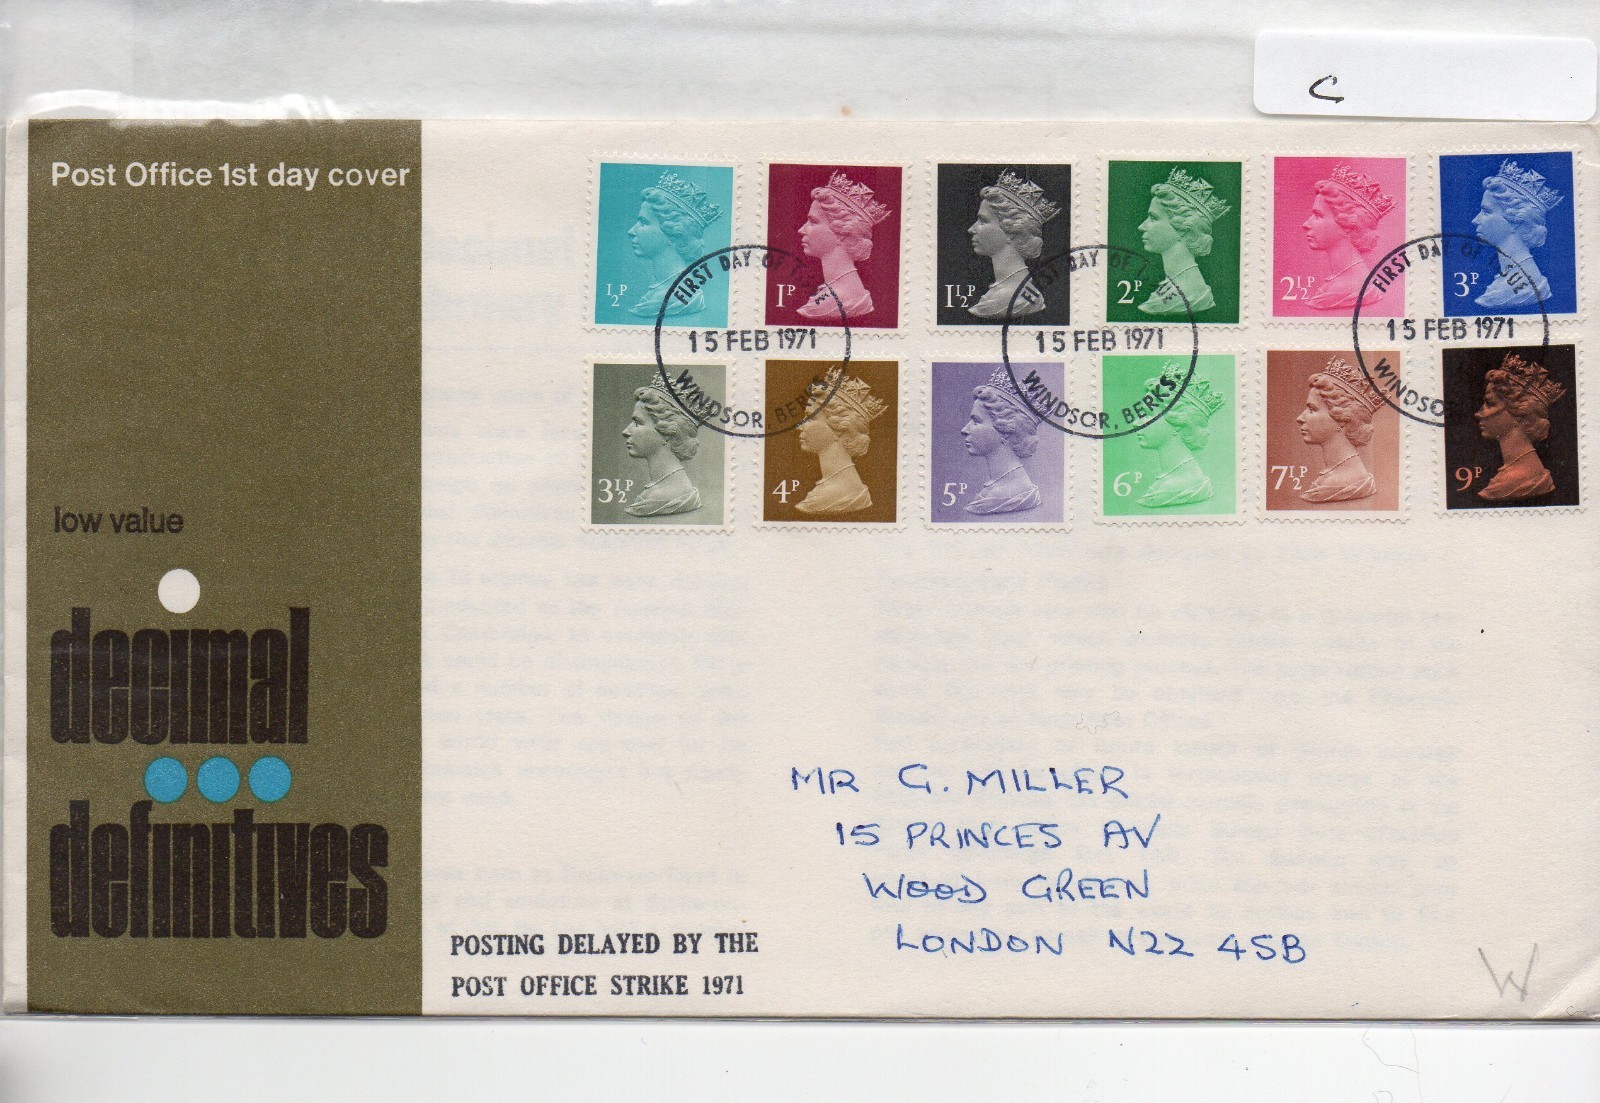 C
Post Office 1st day cover
½P
1P
1½P
2P
2½P
3P
FIRST DAY OF ISSUE
15 FEB 1971
WINDSOR, BERKS.
FIRST DAY OF ISSUE
15 FEB 1971
WINDSOR, BERKS.
FIRST DAY OF ISSUE
15 FEB 1971
WINDSO
3½P
4P
5P
6P
7½P
9P
low value
decimal
definitives
MR G. MILLER
15 PRINCES AV
WOOD GREEN
LONDON N22 4SB
POSTING DELAYED BY THE
POST OFFICE STRIKE 1971
W